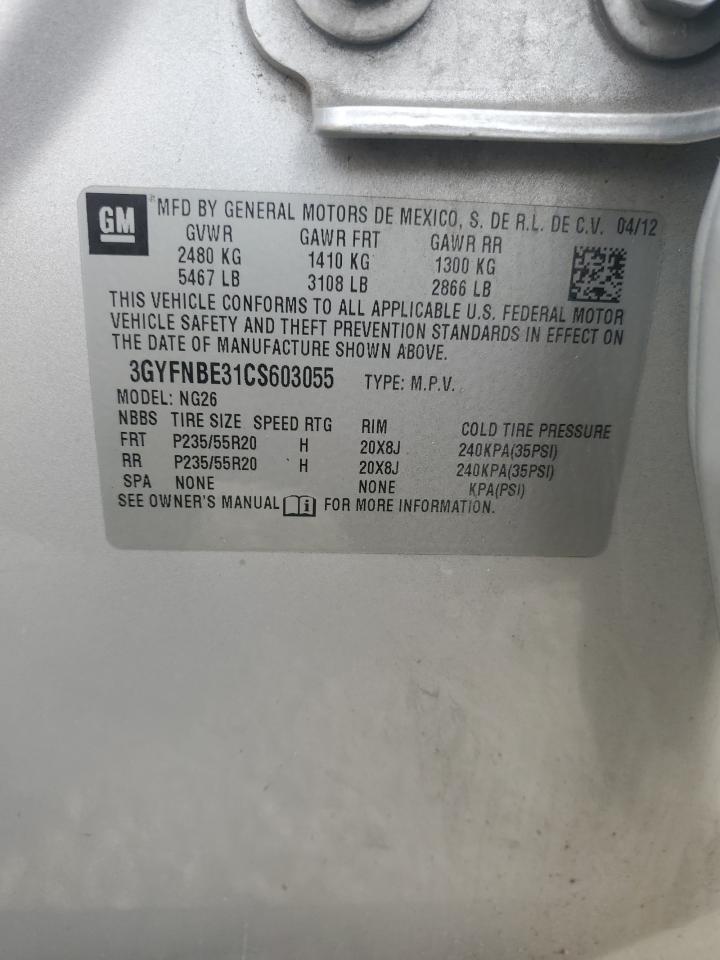 GM
MFD BY GENERAL MOTORS DE MEXICO, S. DE R.L. DE C.V. 04/12
GVWR GAWR FRT GAWR RR
2480 KG 1410 KG 1300 KG
5467 LB 3108 LB 2866 LB
THIS VEHICLE CONFORMS TO ALL APPLICABLE U.S. FEDERAL MOTOR
VEHICLE SAFETY AND THEFT PREVENTION STANDARDS IN EFFECT ON
THE DATE OF MANUFACTURE SHOWN ABOVE.
3GYFNBE31CS603055 TYPE: M.P.V.
MODEL: NG26
NBBS TIRE SIZE SPEED RTG RIM COLD TIRE PRESSURE
FRT P235/55R20 H 20X8J 240KPA(35PSI)
RR P235/55R20 H 20X8J 240KPA(35PSI)
SPA NONE NONE KPA(PSI)
SEE OWNER'S MANUAL i FOR MORE INFORMATION.